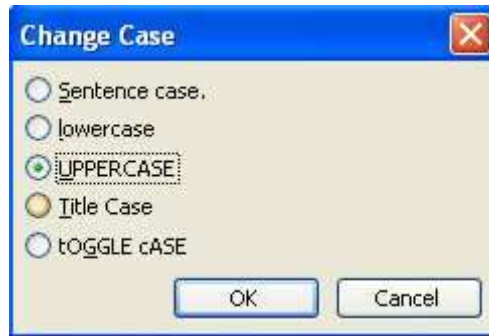 Change Case
Sentence case.
lowercase
UPPERCASE
Title Case
tOGGLE cASE
OK Cancel